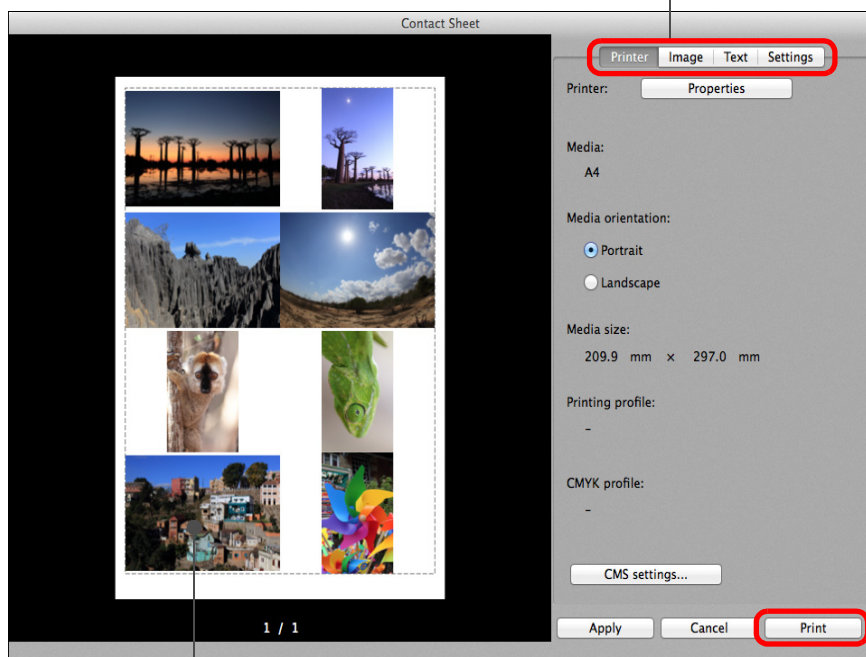 Contact Sheet
Printer Image Text Settings
Printer: Properties
Media:
A4
Media orientation:
Portrait
Landscape
Media size:
209.9 mm × 297.0 mm
Printing profile:
–
CMYK profile:
–
CMS settings...
1 / 1
Apply Cancel Print